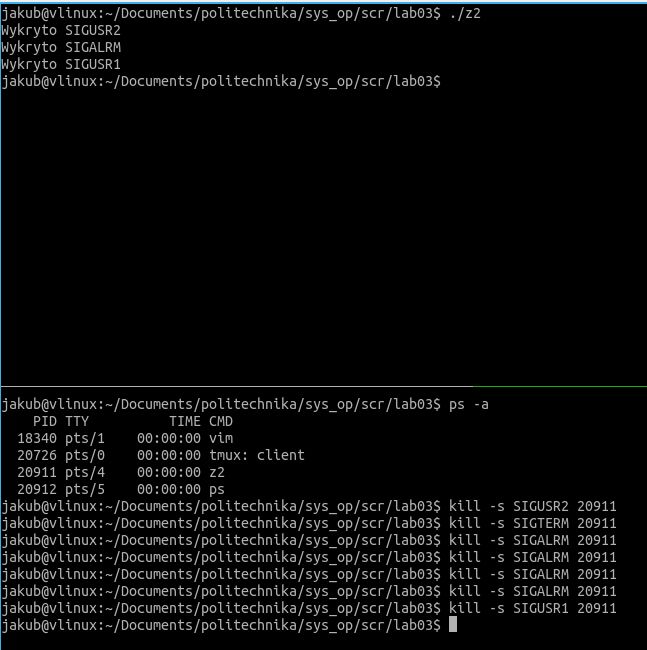 jakub@vlinux:~/Documents/politechnika/sys_op/scr/lab03$ ./z2
Wykryto SIGUSR2
Wykryto SIGALRM
Wykryto SIGUSR1
jakub@vlinux:~/Documents/politechnika/sys_op/scr/lab03$
jakub@vlinux:~/Documents/politechnika/sys_op/scr/lab03$ ps -a
    PID TTY          TIME CMD
  18340 pts/1    00:00:00 vim
  20726 pts/0    00:00:00 tmux: client
  20911 pts/4    00:00:00 z2
  20912 pts/5    00:00:00 ps
jakub@vlinux:~/Documents/politechnika/sys_op/scr/lab03$ kill -s SIGUSR2 20911
jakub@vlinux:~/Documents/politechnika/sys_op/scr/lab03$ kill -s SIGTERM 20911
jakub@vlinux:~/Documents/politechnika/sys_op/scr/lab03$ kill -s SIGALRM 20911
jakub@vlinux:~/Documents/politechnika/sys_op/scr/lab03$ kill -s SIGALRM 20911
jakub@vlinux:~/Documents/politechnika/sys_op/scr/lab03$ kill -s SIGALRM 20911
jakub@vlinux:~/Documents/politechnika/sys_op/scr/lab03$ kill -s SIGALRM 20911
jakub@vlinux:~/Documents/politechnika/sys_op/scr/lab03$ kill -s SIGUSR1 20911
jakub@vlinux:~/Documents/politechnika/sys_op/scr/lab03$